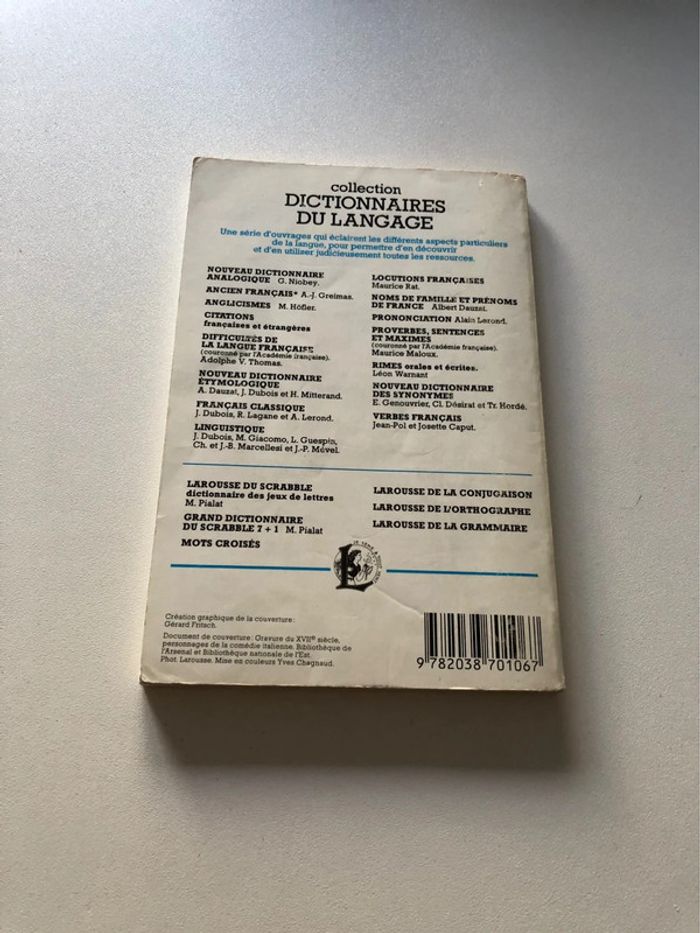 collection
DICTIONNAIRES
DU LANGAGE
Une série d'ouvrages qui éclairent les différents aspects particuliers
de la langue, pour permettre d'en découvrir
et d'en utiliser judicieusement toutes les ressources.
NOUVEAU DICTIONNAIRE
ANALOGIQUE G. Niobey.
ANCIEN FRANÇAIS* A.-J. Greimas.
ANGLICISMES M. Höfler.
CITATIONS
françaises et étrangères
DIFFICULTÉS DE
LA LANGUE FRANÇAISE
(couronné par l'Académie française).
Adolphe V. Thomas.
NOUVEAU DICTIONNAIRE
ÉTYMOLOGIQUE
A. Dauzat, J. Dubois et H. Mitterand.
FRANÇAIS CLASSIQUE
J. Dubois, R. Lagane et A. Lerond.
LINGUISTIQUE
J. Dubois, M. Giacomo, L. Guespin,
Ch. et J.-B. Marcellesi et J.-P. Mével.
LOCUTIONS FRANÇAISES
Maurice Rat.
NOMS DE FAMILLE ET PRÉNOMS
DE FRANCE Albert Dauzat.
PRONONCIATION Alain Lerond.
PROVERBES, SENTENCES
ET MAXIMES
(couronné par l'Académie française).
Maurice Maloux.
RIMES orales et écrites.
Léon Warnant
NOUVEAU DICTIONNAIRE
DES SYNONYMES
E. Genouvrier, Cl. Désirat et Tr. Hordé.
VERBES FRANÇAIS
Jean-Pol et Josette Caput.
LAROUSSE DU SCRABBLE
dictionnaire des jeux de lettres
M. Pialat
GRAND DICTIONNAIRE
DU SCRABBLE 7 + 1 M. Pialat
MOTS CROISÉS
LAROUSSE DE LA CONJUGAISON
LAROUSSE DE L'ORTHOGRAPHE
LAROUSSE DE LA GRAMMAIRE
Création graphique de la couverture :
Gérard Fritsch.
Document de couverture : Gravure du XVIIe siècle,
personnages de la comédie italienne. Bibliothèque de
l'Arsenal et Bibliothèque nationale de l'Est.
Phot. Larousse. Mise en couleurs Yves Chagnaud.
9 782038 701067